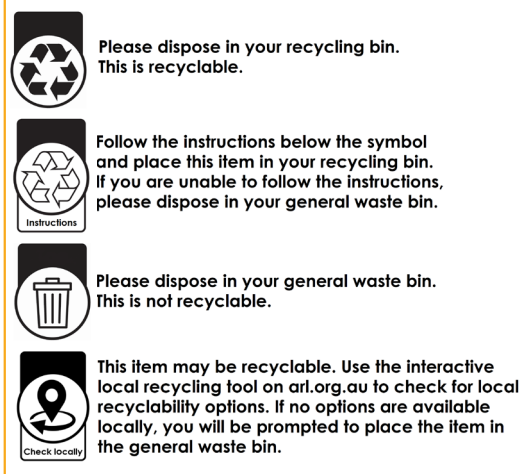 Please dispose in your recycling bin.
This is recyclable.
Follow the instructions below the symbol
and place this item in your recycling bin.
If you are unable to follow the instructions,
please dispose in your general waste bin.
Instructions
Please dispose in your general waste bin.
This is not recyclable.
This item may be recyclable. Use the interactive
local recycling tool on arl.org.au to check for local
recyclability options. If no options are available
locally, you will be prompted to place the item in
the general waste bin.
Check locally